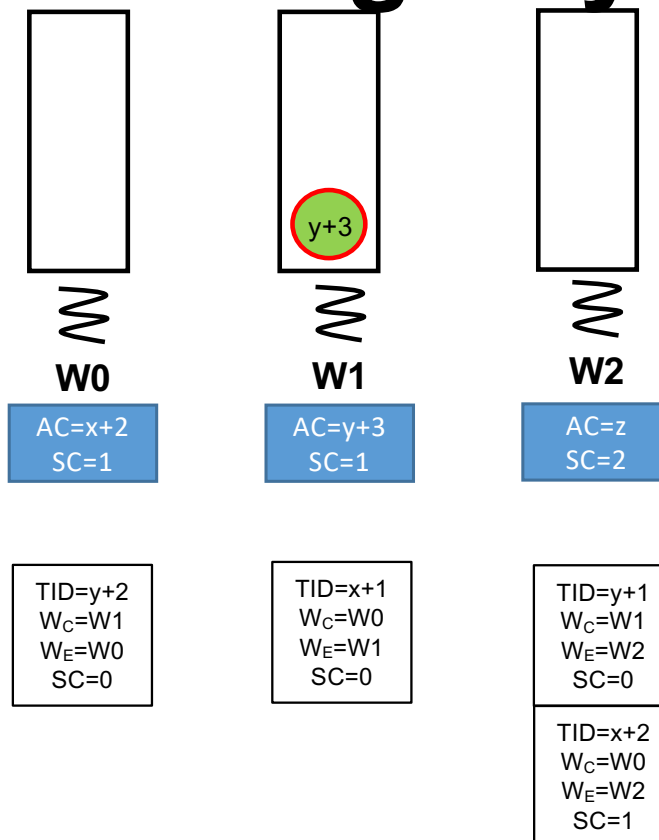 y+3
W0
W1
W2
AC=x+2
SC=1
AC=y+3
SC=1
AC=z
SC=2
TID=y+2
WC=W1
WE=W0
SC=0
TID=x+1
WC=W0
WE=W1
SC=0
TID=y+1
WC=W1
WE=W2
SC=0
TID=x+2
WC=W0
WE=W2
SC=1